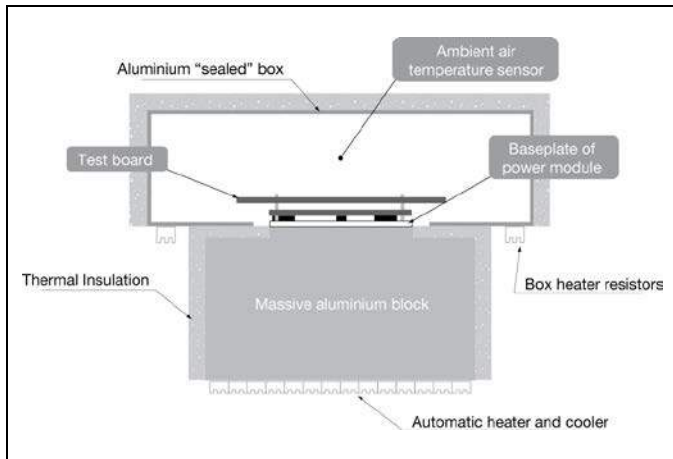 Ambient air
temperature sensor
Aluminium “sealed” box
Test board
Baseplate of
power module
Thermal Insulation
Massive aluminium block
Box heater resistors
Automatic heater and cooler